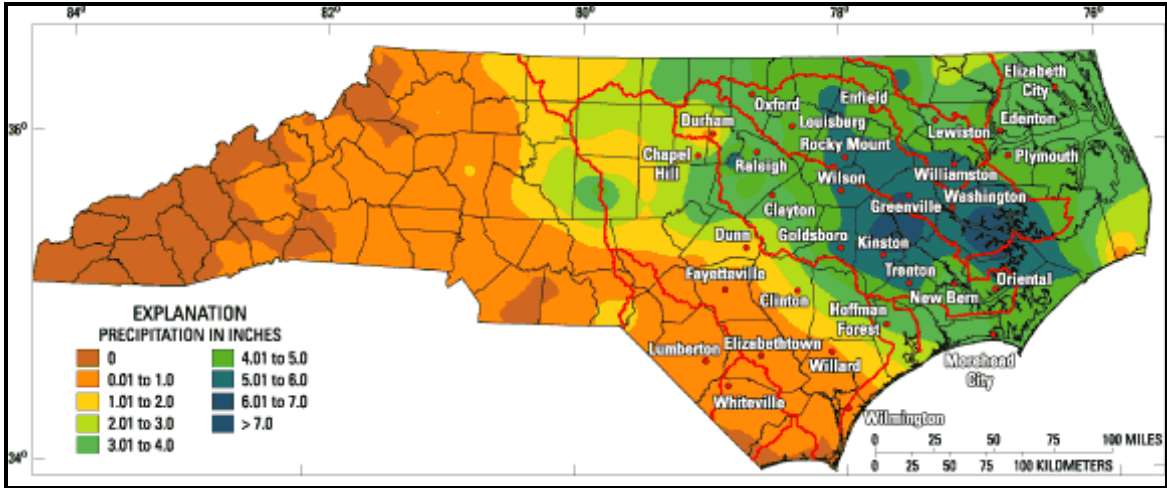 84° 82° 80° 78° 76°
36°
34°
Elizabeth
City
Oxford
Enfield
Durham
Louisburg
Lewiston
Edenton
Rocky Mount
Chapel
Hill
Raleigh
Plymouth
Wilson
Williamston
Washington
Greenville
Clayton
Dunn
Goldsboro
Kinston
Fayetteville
Trenton
Oriental
Clinton
New Bern
Hoffman
Forest
Lumberton
Elizabethtown
Willard
Morehead
City
Whiteville
Wilmington
EXPLANATION
PRECIPITATION IN INCHES
0
0.01 to 1.0
1.01 to 2.0
2.01 to 3.0
3.01 to 4.0
4.01 to 5.0
5.01 to 6.0
6.01 to 7.0
> 7.0
0 25 50 75 100 MILES
0 25 50 75 100 KILOMETERS